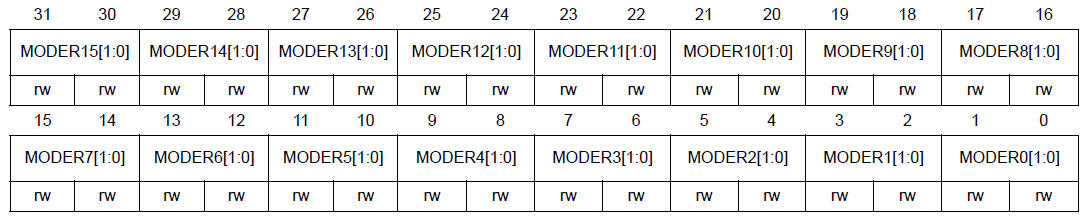 31 30 29 28 27 26 25 24 23 22 21 20 19 18 17 16
MODER15[1:0] MODER14[1:0] MODER13[1:0] MODER12[1:0] MODER11[1:0] MODER10[1:0] MODER9[1:0] MODER8[1:0]
rw rw rw rw rw rw rw rw rw rw rw rw rw rw rw rw
15 14 13 12 11 10 9 8 7 6 5 4 3 2 1 0
MODER7[1:0] MODER6[1:0] MODER5[1:0] MODER4[1:0] MODER3[1:0] MODER2[1:0] MODER1[1:0] MODER0[1:0]
rw rw rw rw rw rw rw rw rw rw rw rw rw rw rw rw